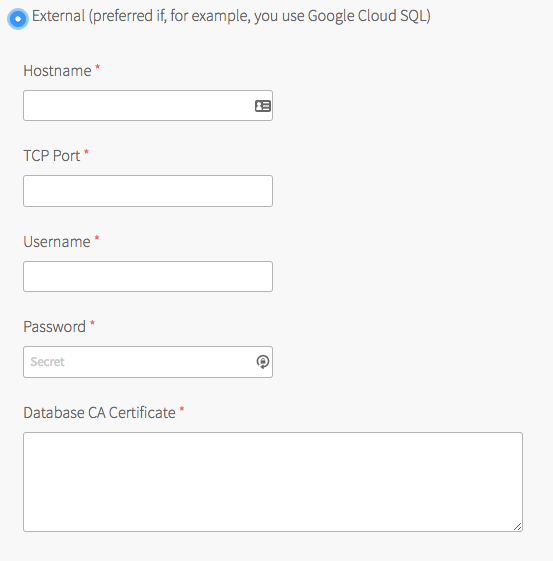 External (preferred if, for example, you use Google Cloud SQL)
Hostname *
TCP Port *
Username *
Password *
Secret
Database CA Certificate *